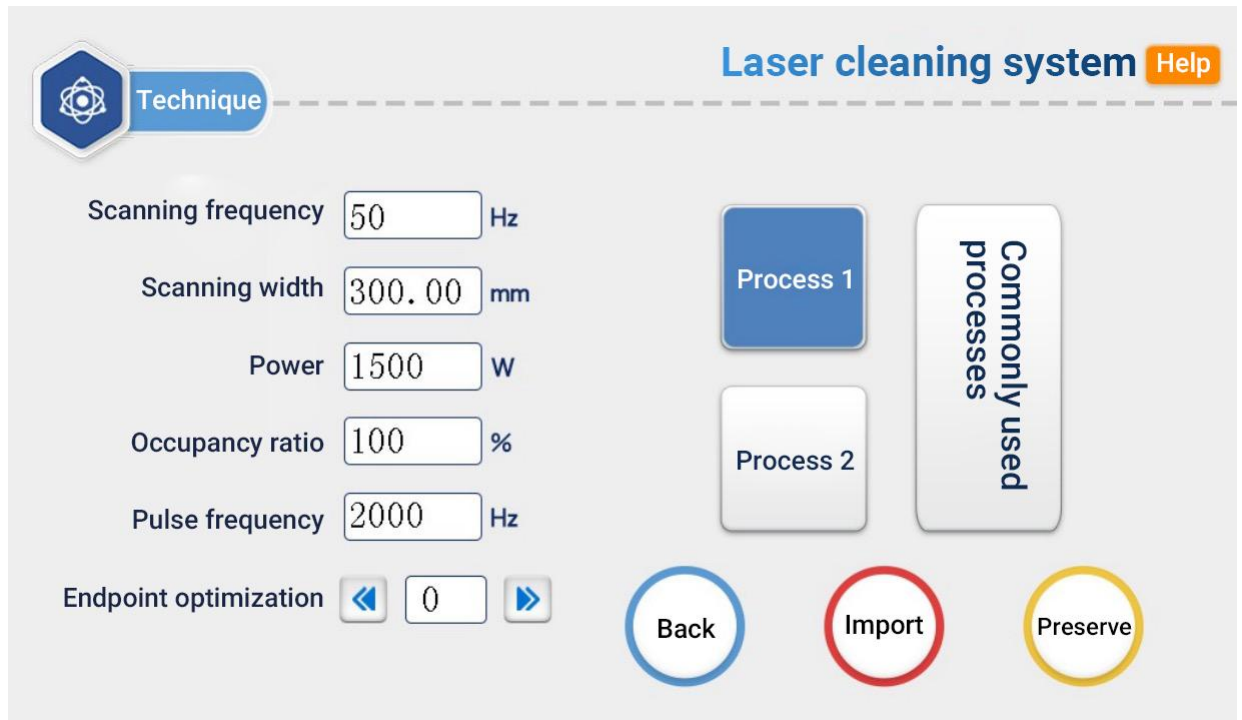 Laser cleaning system Help
Technique
Scanning frequency 50 Hz
Scanning width 300.00 mm
Power 1500 W
Occupancy ratio 100 %
Pulse frequency 2000 Hz
Endpoint optimization 0
Process 1
Process 2
Commonly used
processes
Back
Import
Preserve